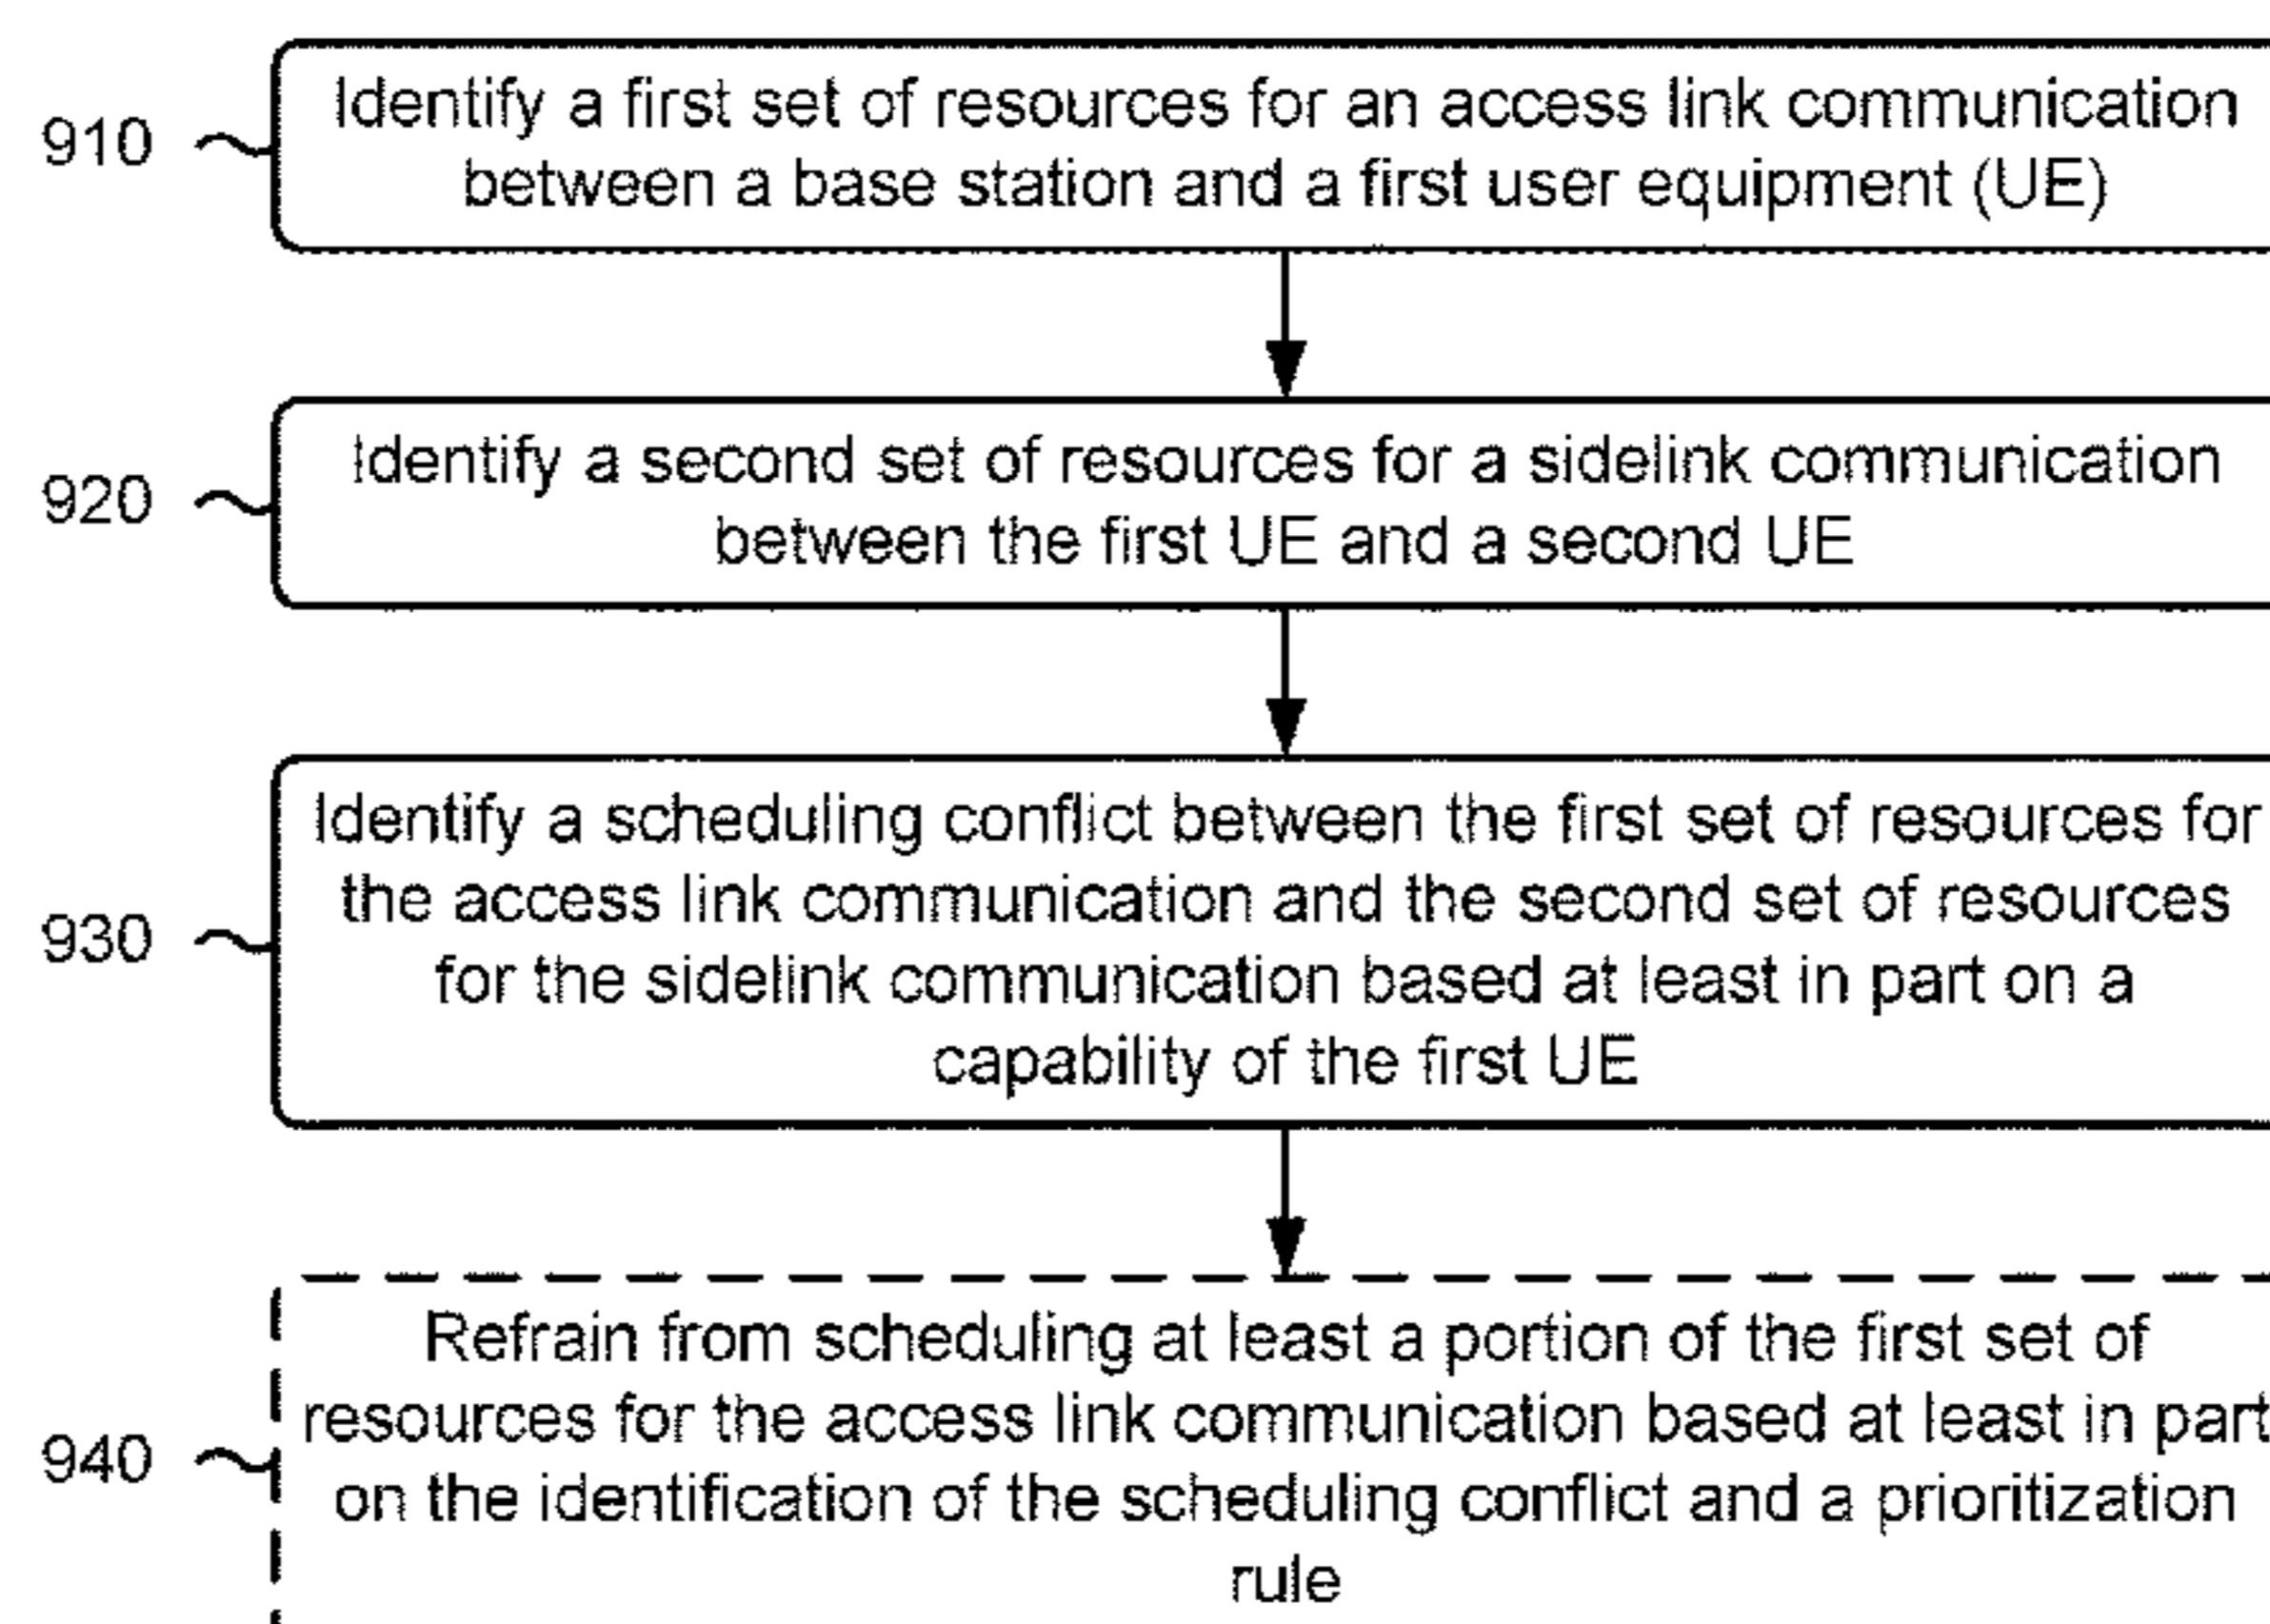 910
Identify a first set of resources for an access link communication
between a base station and a first user equipment (UE)
920
Identify a second set of resources for a sidelink communication
between the first UE and a second UE
930
Identify a scheduling conflict between the first set of resources for
the access link communication and the second set of resources
for the sidelink communication based at least in part on a
capability of the first UE
940
Refrain from scheduling at least a portion of the first set of
resources for the access link communication based at least in part
on the identification of the scheduling conflict and a prioritization
rule